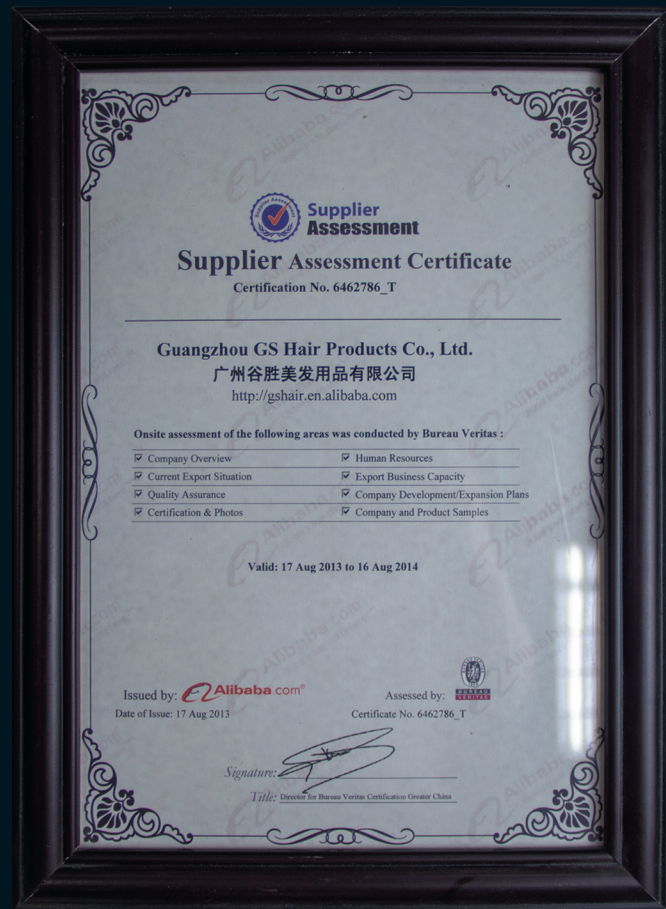 Supplier Assessment
Supplier
Assessment
Supplier Assessment Certificate
Certification No. 6462786_T
Guangzhou GS Hair Products Co., Ltd.
广州谷胜美发用品有限公司
http://gshair.en.alibaba.com
Onsite assessment of the following areas was conducted by Bureau Veritas :
Company Overview
Human Resources
Current Export Situation
Export Business Capacity
Quality Assurance
Company Development/Expansion Plans
Certification & Photos
Company and Product Samples
Valid: 17 Aug 2013 to 16 Aug 2014
Issued by: Alibaba.com®
Assessed by: BUREAU VERITAS
Date of Issue: 17 Aug 2013
Certificate No. 6462786_T
Signature:
Title: Director for Bureau Veritas Certification Greater China